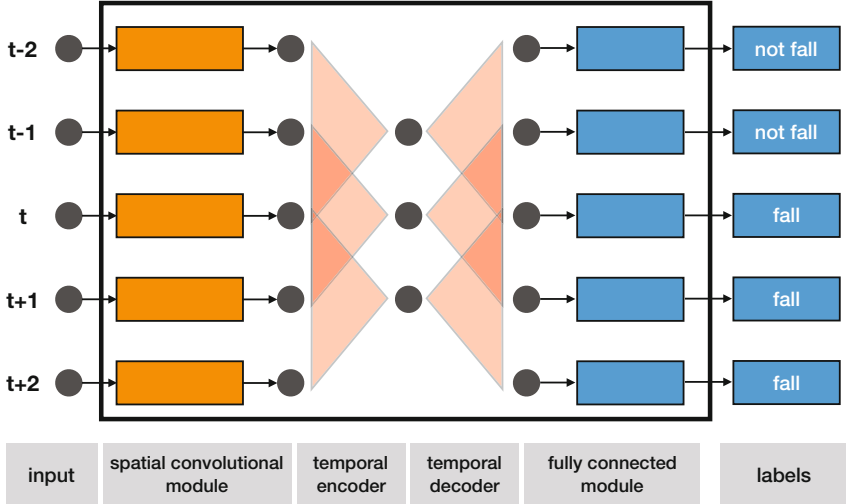 t-2
not fall
t-1
not fall
t
fall
t+1
fall
t+2
fall
input
spatial convolutional
module
temporal
encoder
temporal
decoder
fully connected
module
labels